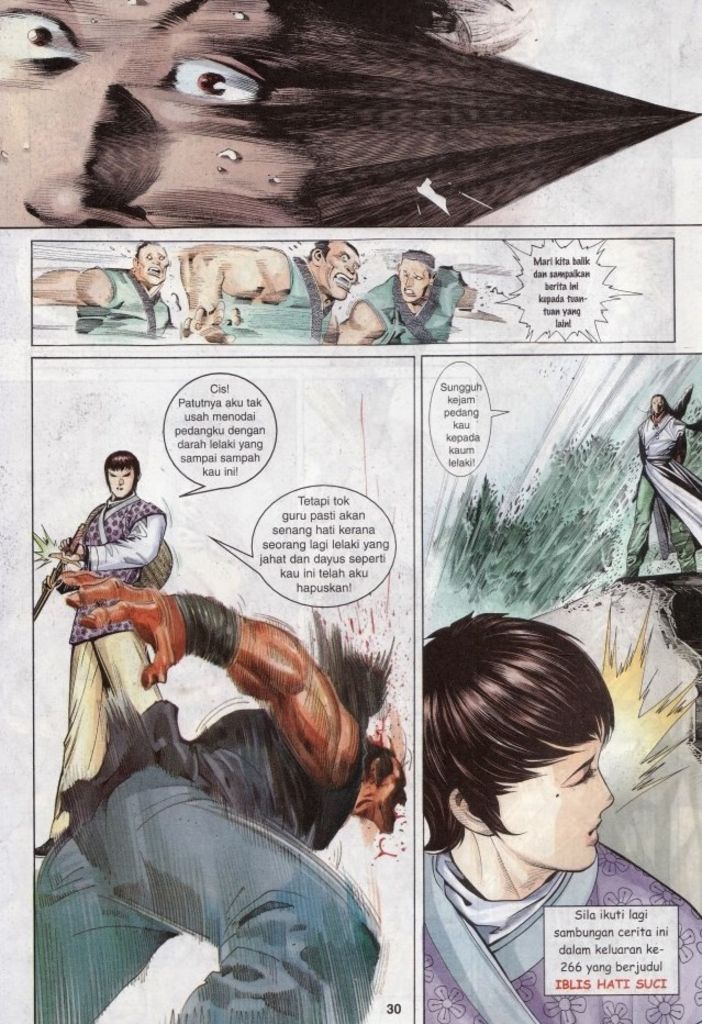 Mari kita balik
dan sampaikan
berita ini
kepada tuan-
tuan yang
lain!
Cis!
Patutnya aku tak
usah menodai
pedangku dengan
darah lelaki yang
sampai sampah
kau ini!
Tetapi tok
guru pasti akan
senang hati kerana
seorang lagi lelaki yang
jahat dan dayus seperti
kau ini telah aku
hapuskan!
Sungguh
kejam
pedang
kau
kepada
kaum
lelaki!
Sila ikuti lagi
sambungan cerita ini
dalam keluaran ke-
266 yang berjudul
IBLIS HATI SUCI
30